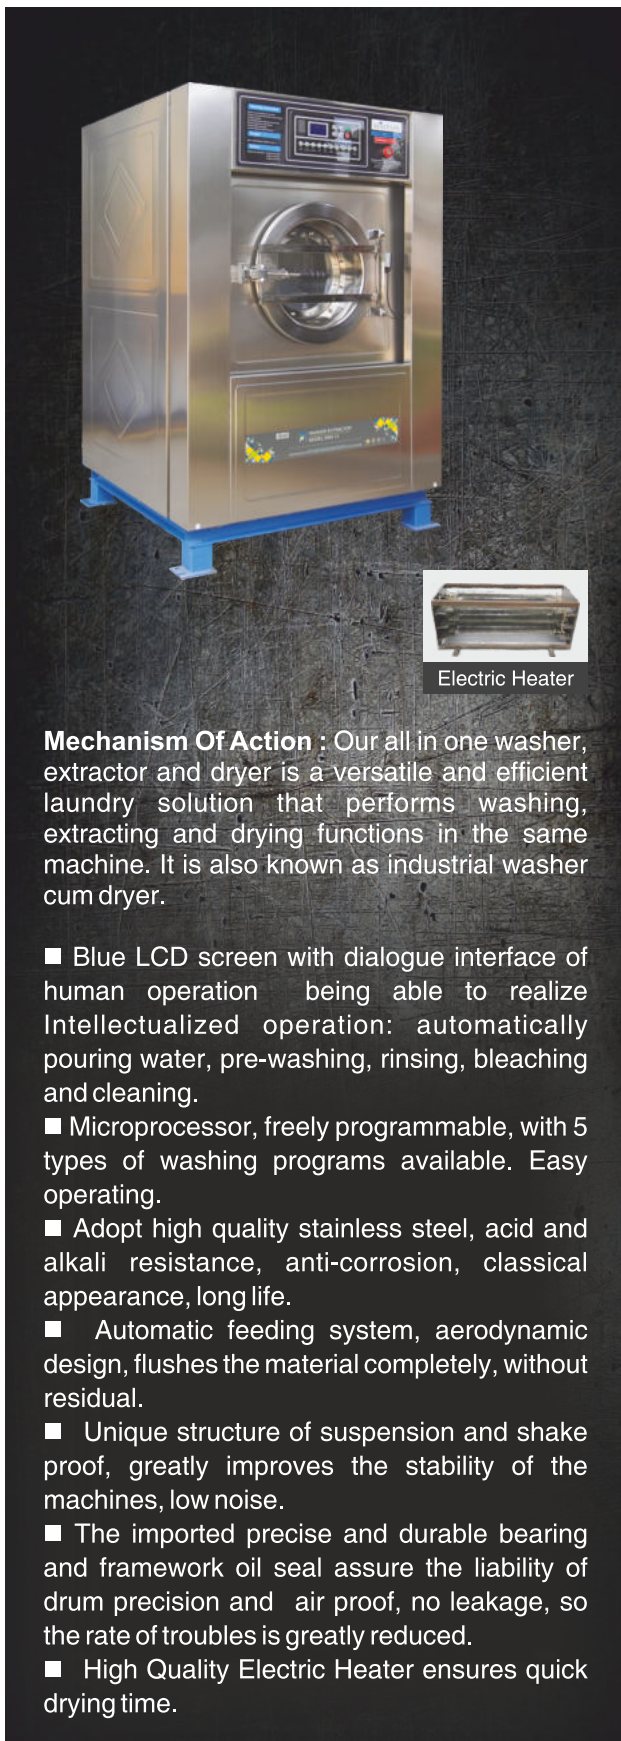 WASHER EXTRACTOR
Electric Heater
Mechanism Of Action : Our all in one washer,
extractor and dryer is a versatile and efficient
laundry solution that performs washing,
extracting and drying functions in the same
machine. It is also known as industrial washer
cum dryer.
■ Blue LCD screen with dialogue interface of
human operation being able to realize
Intellectualized operation: automatically
pouring water, pre-washing, rinsing, bleaching
and cleaning.
■ Microprocessor, freely programmable, with 5
types of washing programs available. Easy
operating.
■ Adopt high quality stainless steel, acid and
alkali resistance, anti-corrosion, classical
appearance, long life.
■ Automatic feeding system, aerodynamic
design, flushes the material completely, without
residual.
■ Unique structure of suspension and shake
proof, greatly improves the stability of the
machines, low noise.
■ The imported precise and durable bearing
and framework oil seal assure the liability of
drum precision and air proof, no leakage, so
the rate of troubles is greatly reduced.
■ High Quality Electric Heater ensures quick
drying time.